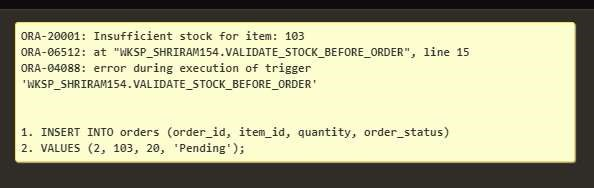 ORA-20001: Insufficient stock for item: 103
ORA-06512: at "WKSP_SHRIRAM154.VALIDATE_STOCK_BEFORE_ORDER", line 15
ORA-04088: error during execution of trigger
'WKSP_SHRIRAM154.VALIDATE_STOCK_BEFORE_ORDER'
1. INSERT INTO orders (order_id, item_id, quantity, order_status)
2. VALUES (2, 103, 20, 'Pending');